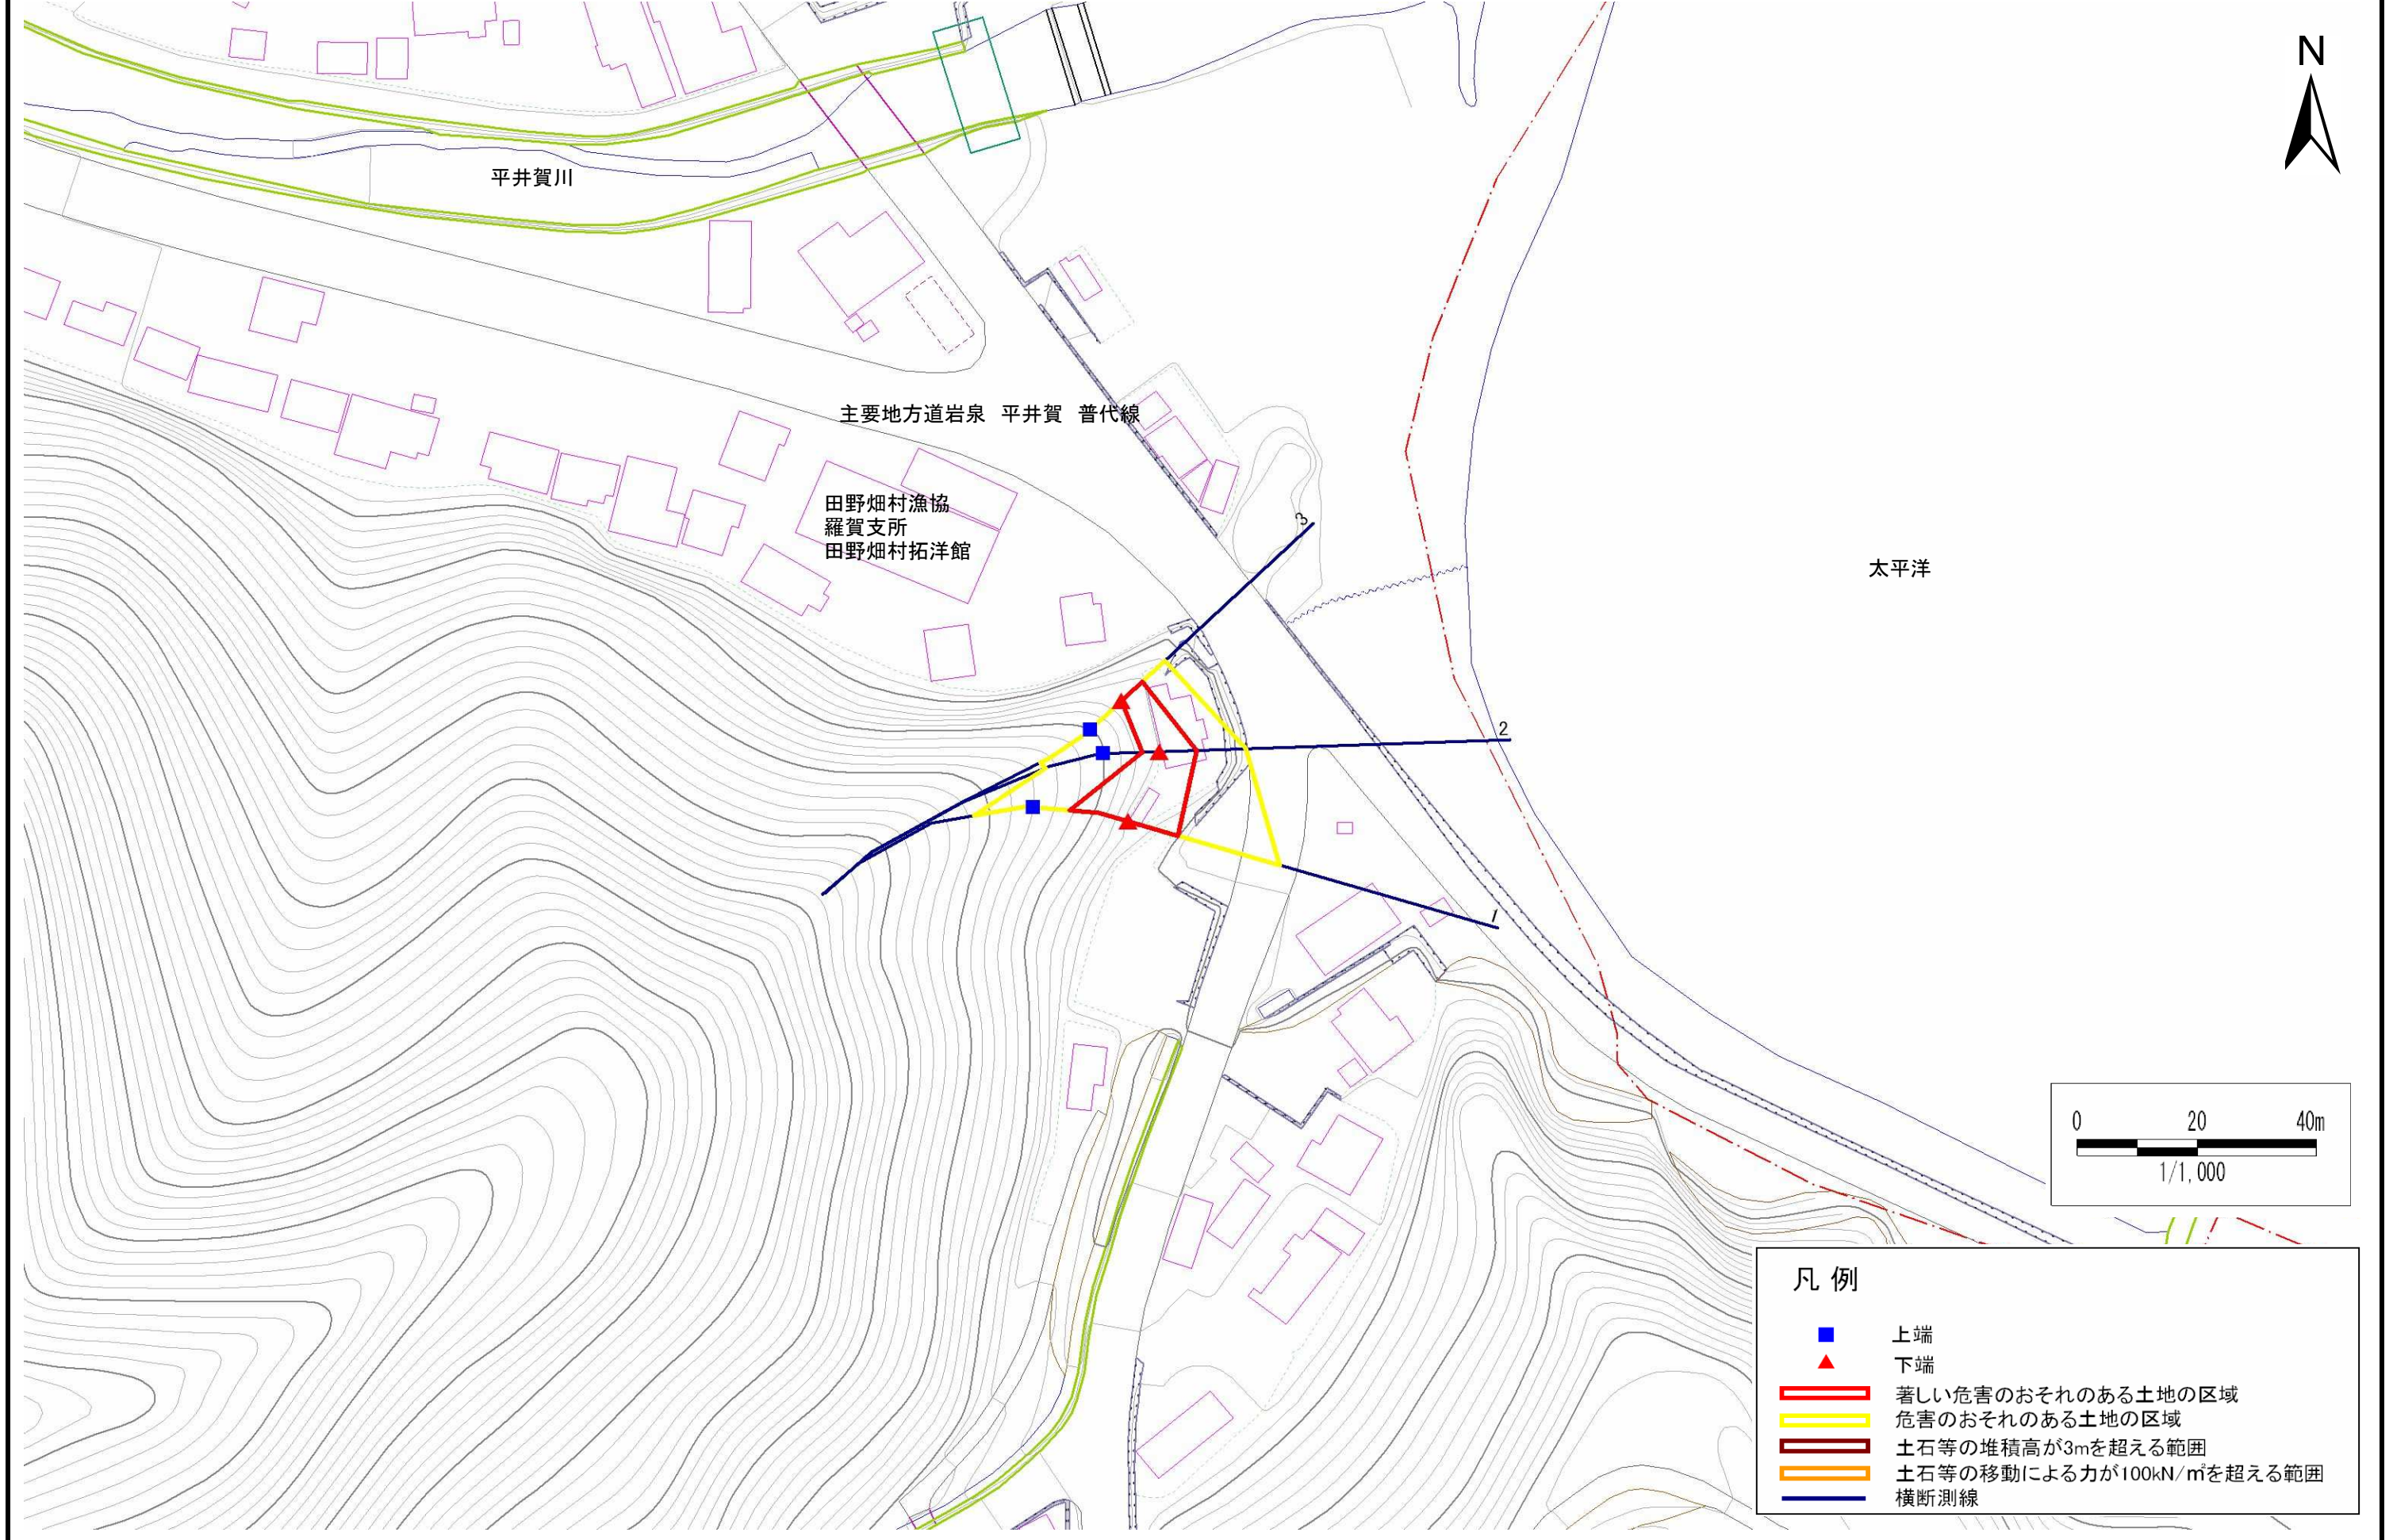 N
平井賀川
主要地方道岩泉 平井賀 普代線
田野畑村漁協
羅賀支所
田野畑村拓洋館
3
太平洋
2
1
0 20 40m
1/1,000
凡 例
上端
下端
著しい危害のおそれのある土地の区域
危害のおそれのある土地の区域
土石等の堆積高が3mを超える範囲
土石等の移動による力が100kN/㎡を超える範囲
横断測線